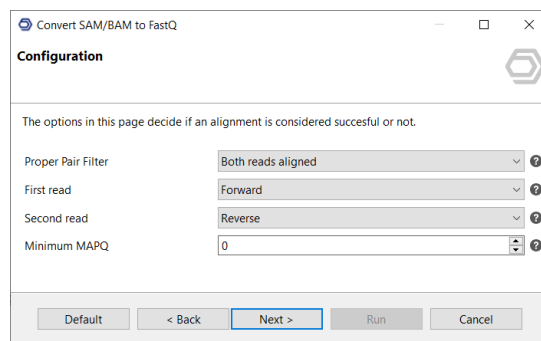 Convert SAM/BAM to FastQ
Configuration
The options in this page decide if an alignment is considered succesful or not.
Proper Pair Filter Both reads aligned ?
First read Forward ?
Second read Reverse ?
Minimum MAPQ 0 ?
Default < Back Next > Run Cancel